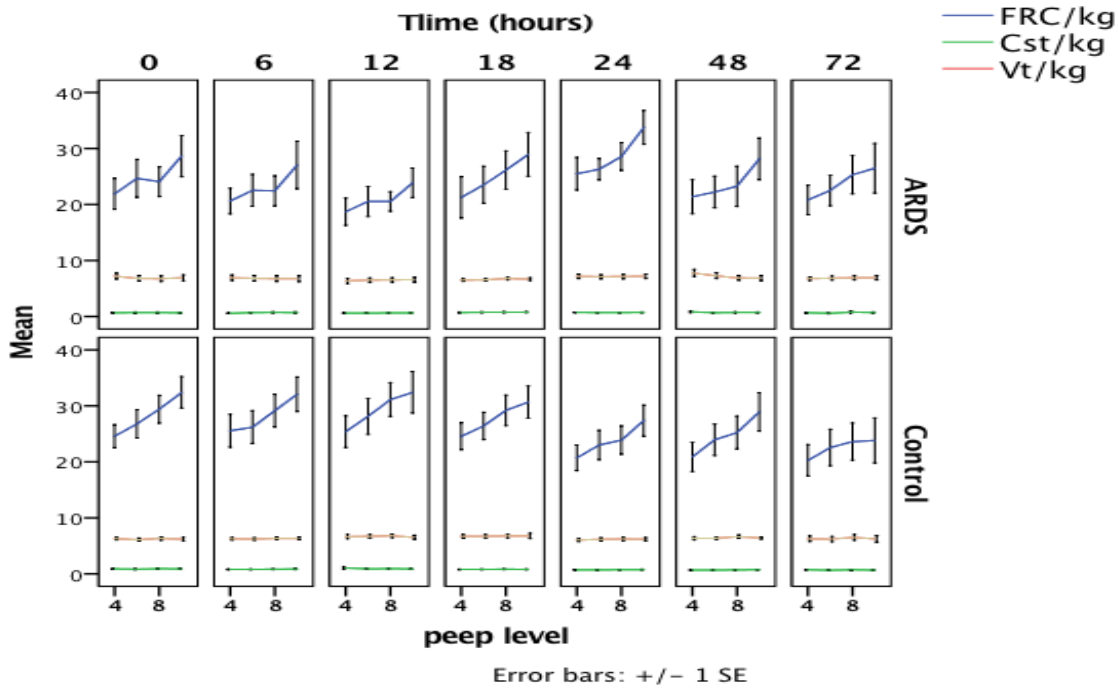 Tlime (hours)
FRC/kg
Cst/kg
Vt/kg
0 6 12 18 24 48 72
40
30
20
10
0
ARDS
Mean
40
30
20
10
0
Control
4 8 4 8 4 8 4 8 4 8 4 8 4 8
peep level
Error bars: +/- 1 SE